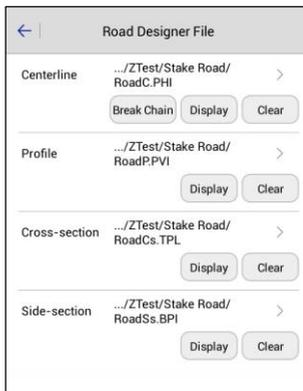 Road Designer File
Centerline .../ZTest/Stake Road/
RoadC.PHI
Break Chain Display Clear
Profile .../ZTest/Stake Road/
RoadP.PVI
Display Clear
Cross-section .../ZTest/Stake Road/
RoadCs.TPL
Display Clear
Side-section .../ZTest/Stake Road/
RoadSs.BPI
Display Clear